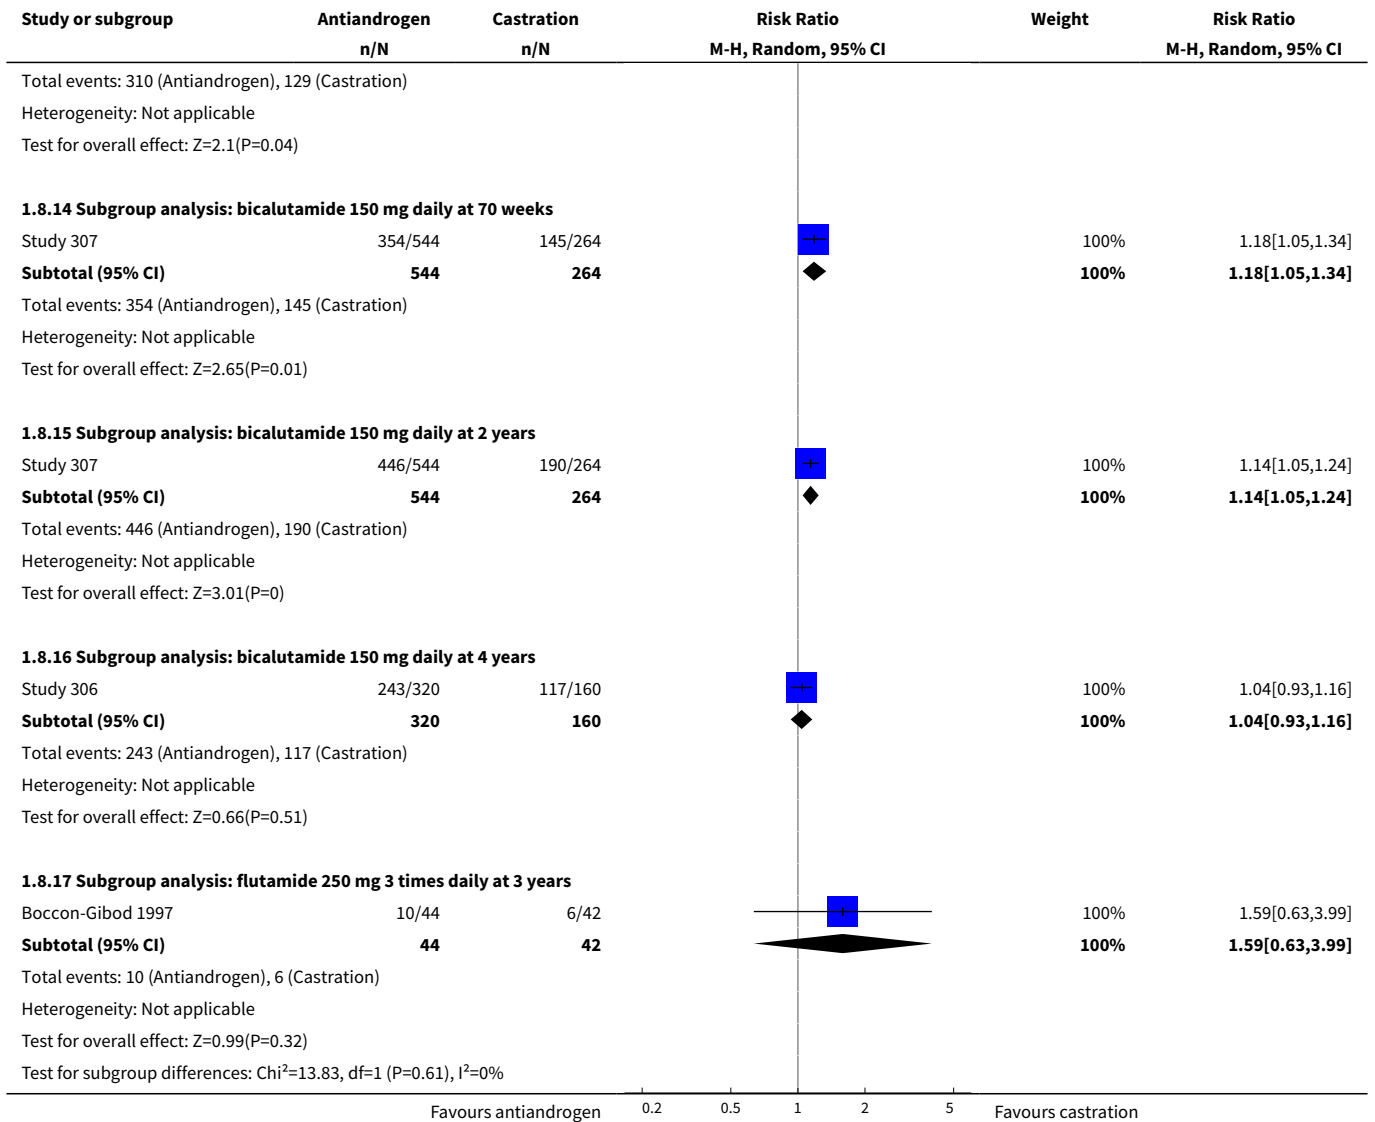 Study or subgroup Antiandrogen Castration Risk Ratio Weight Risk Ratio
n/N n/N M-H, Random, 95% CI M-H, Random, 95% CI
Total events: 310 (Antiandrogen), 129 (Castration)
Heterogeneity: Not applicable
Test for overall effect: Z=2.1(P=0.04)
1.8.14 Subgroup analysis: bicalutamide 150 mg daily at 70 weeks
Study 307 354/544 145/264 100% 1.18[1.05,1.34]
Subtotal (95% CI) 544 264 100% 1.18[1.05,1.34]
Total events: 354 (Antiandrogen), 145 (Castration)
Heterogeneity: Not applicable
Test for overall effect: Z=2.65(P=0.01)
1.8.15 Subgroup analysis: bicalutamide 150 mg daily at 2 years
Study 307 446/544 190/264 100% 1.14[1.05,1.24]
Subtotal (95% CI) 544 264 100% 1.14[1.05,1.24]
Total events: 446 (Antiandrogen), 190 (Castration)
Heterogeneity: Not applicable
Test for overall effect: Z=3.01(P=0)
1.8.16 Subgroup analysis: bicalutamide 150 mg daily at 4 years
Study 306 243/320 117/160 100% 1.04[0.93,1.16]
Subtotal (95% CI) 320 160 100% 1.04[0.93,1.16]
Total events: 243 (Antiandrogen), 117 (Castration)
Heterogeneity: Not applicable
Test for overall effect: Z=0.66(P=0.51)
1.8.17 Subgroup analysis: flutamide 250 mg 3 times daily at 3 years
Boccon-Gibod 1997 10/44 6/42 100% 1.59[0.63,3.99]
Subtotal (95% CI) 44 42 100% 1.59[0.63,3.99]
Total events: 10 (Antiandrogen), 6 (Castration)
Heterogeneity: Not applicable
Test for overall effect: Z=0.99(P=0.32)
Test for subgroup differences: Chi²=13.83, df=1 (P=0.61), I²=0%
Favours antiandrogen 0.2 0.5 1 2 5 Favours castration